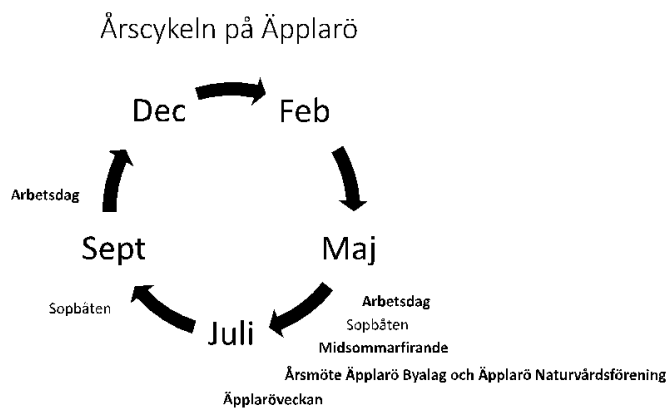 Årscykeln på Äpplarö
Dec
Feb
Arbetsdag
Sept
Maj
Arbetsdag
Sopbåten
Sopbåten
Juli
Midsommarfirande
Årsmöte Äpplarö Byalag och Äpplarö Naturvårdsförening
Äpplaröveckan